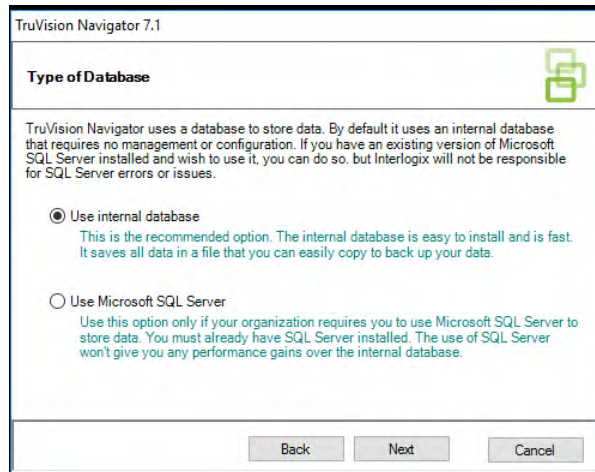 TruVision Navigator 7.1
Type of Database
TruVision Navigator uses a database to store data. By default it uses an internal database
that requires no management or configuration. If you have an existing version of Microsoft
SQL Server installed and wish to use it, you can do so. but Interlogix will not be responsible
for SQL Server errors or issues.
Use internal database
This is the recommended option. The internal database is easy to install and is fast.
It saves all data in a file that you can easily copy to back up your data.
Use Microsoft SQL Server
Use this option only if your organization requires you to use Microsoft SQL Server to
store data. You must already have SQL Server installed. The use of SQL Server
won't give you any performance gains over the internal database.
Back
Next
Cancel